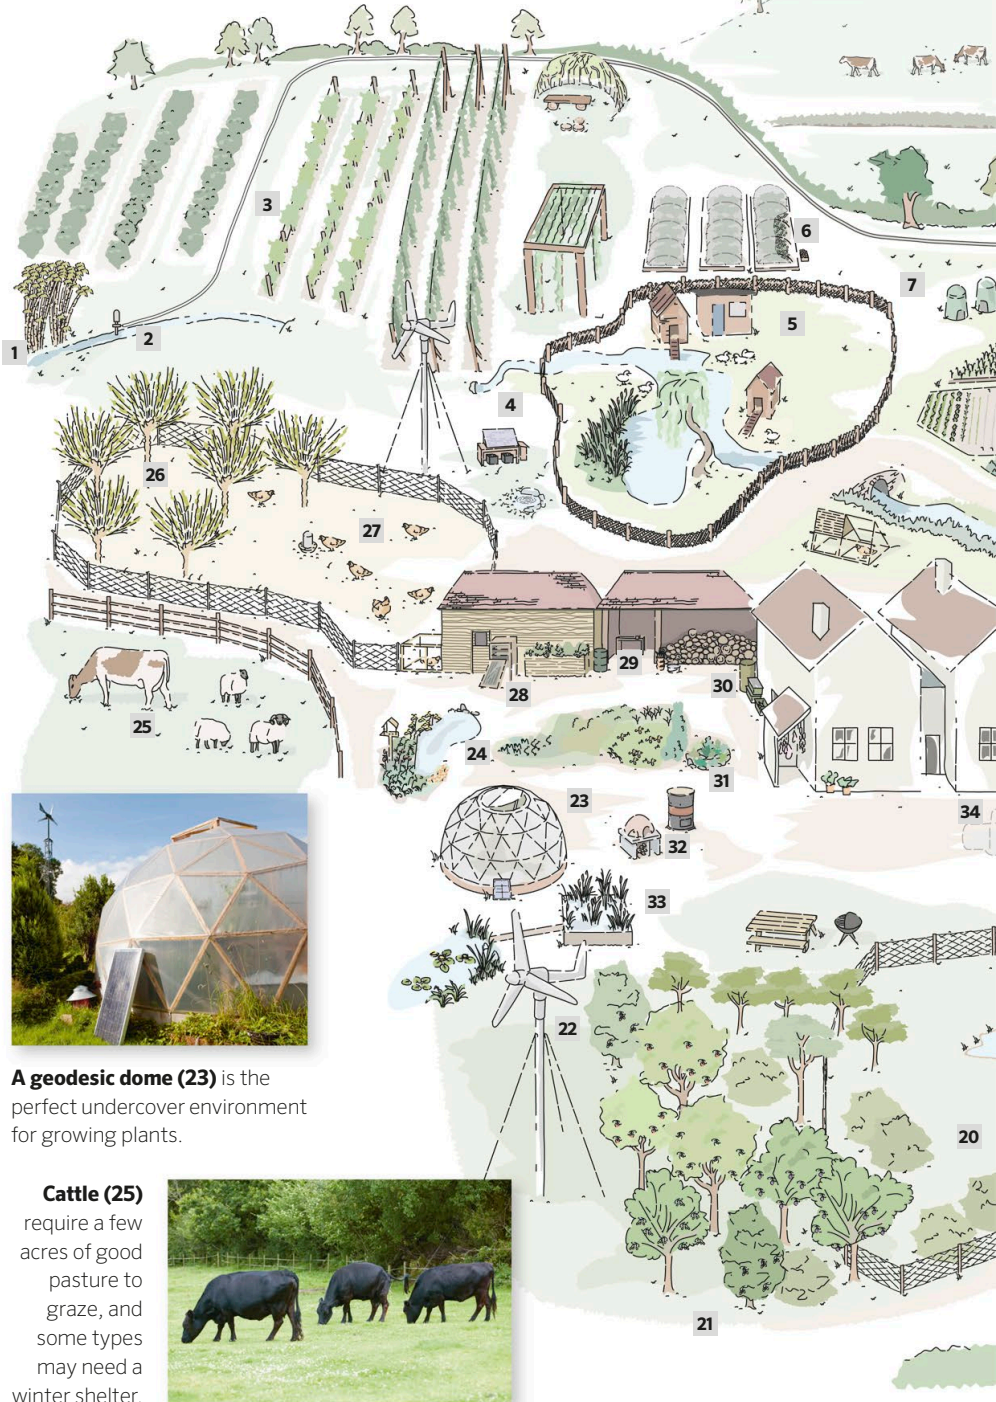 3
6
7
5
2
1
4
26
27
29
28
30
25
24
31
23
34
32
33
22
A geodesic dome (23) is the
perfect undercover environment
for growing plants.
20
Cattle (25)
require a few
acres of good
pasture to
graze, and
some types
may need a
winter shelter.
21